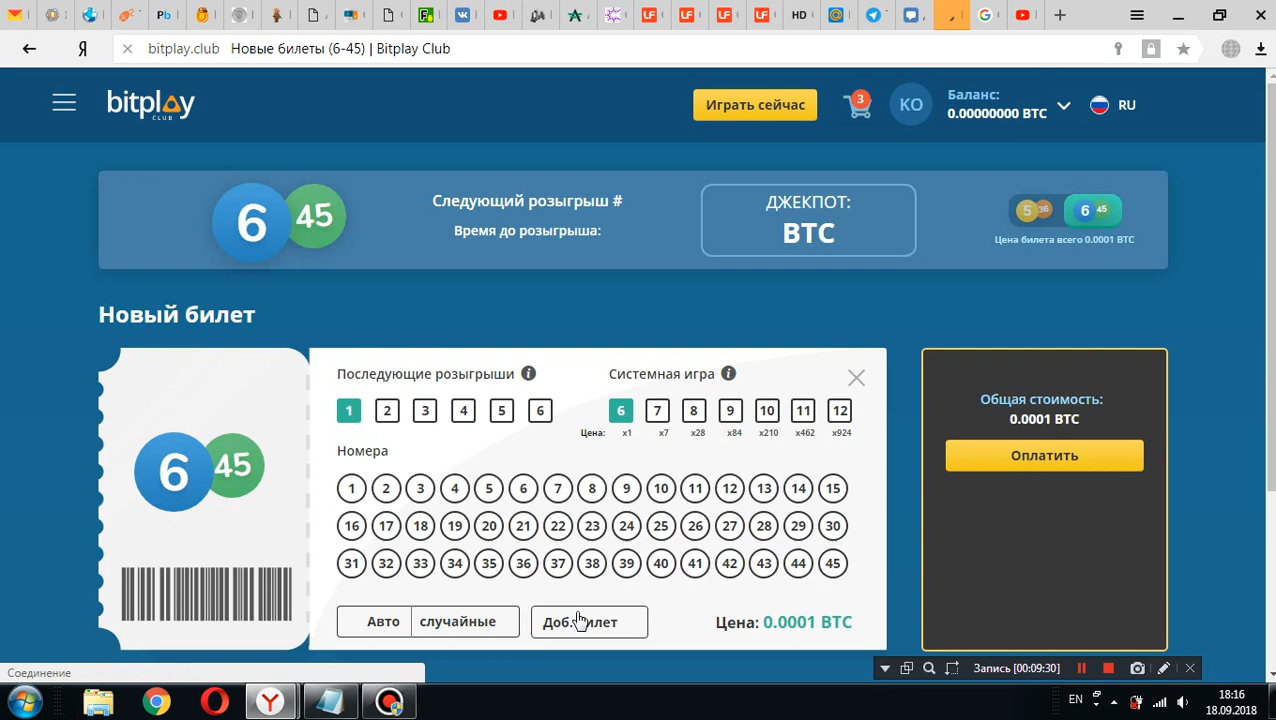 bitplay.club Новые билеты (6-45) | Bitplay Club
bitplay
CLUB
Играть сейчас
3
КО
Баланс:
0.00000000 BTC
RU
6 45
Следующий розыгрыш #
Время до розыгрыша:
ДЖЕКПОТ:
BTC
5 36 6 45
Цена билета всего 0.0001 BTC
Новый билет
6 45
Последующие розыгрыши
1 2 3 4 5 6
Системная игра
6 7 8 9 10 11 12
Цена: x1 x7 x28 x84 x210 x462 x924
Номера
1 2 3 4 5 6 7 8 9 10 11 12 13 14 15
16 17 18 19 20 21 22 23 24 25 26 27 28 29 30
31 32 33 34 35 36 37 38 39 40 41 42 43 44 45
Авто случайные
Доб. билет
Цена: 0.0001 BTC
Общая стоимость:
0.0001 BTC
Оплатить
Соединение
Запись [00:09:30]
EN
18:16
18.09.2018